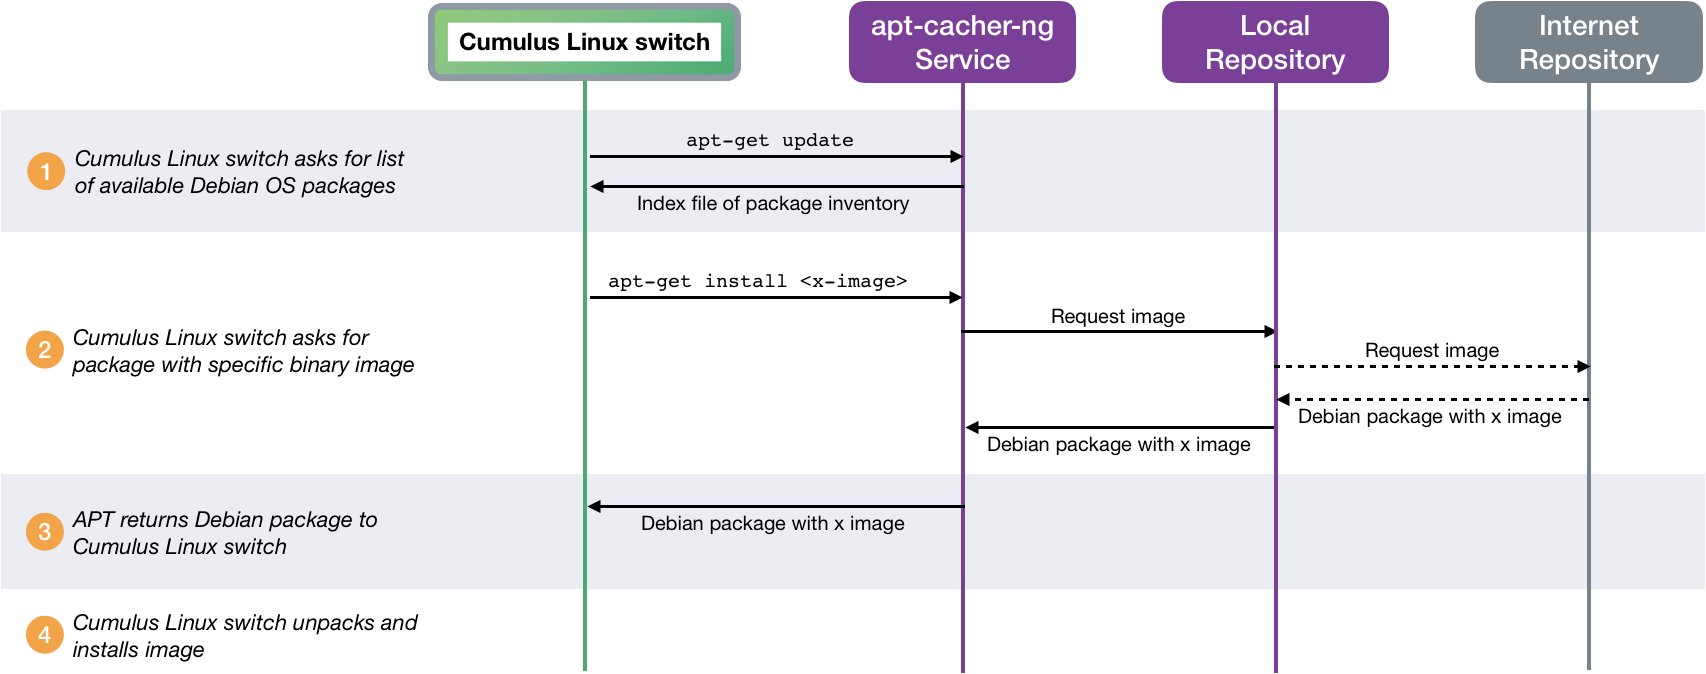 Cumulus Linux switch
apt-cacher-ng
Service
Local
Repository
Internet
Repository
1
Cumulus Linux switch asks for list
of available Debian OS packages
apt-get update
Index file of package inventory
2
Cumulus Linux switch asks for
package with specific binary image
apt-get install <x-image>
Request image
Request image
Debian package with x image
Debian package with x image
3
APT returns Debian package to
Cumulus Linux switch
Debian package with x image
4
Cumulus Linux switch unpacks and
installs image